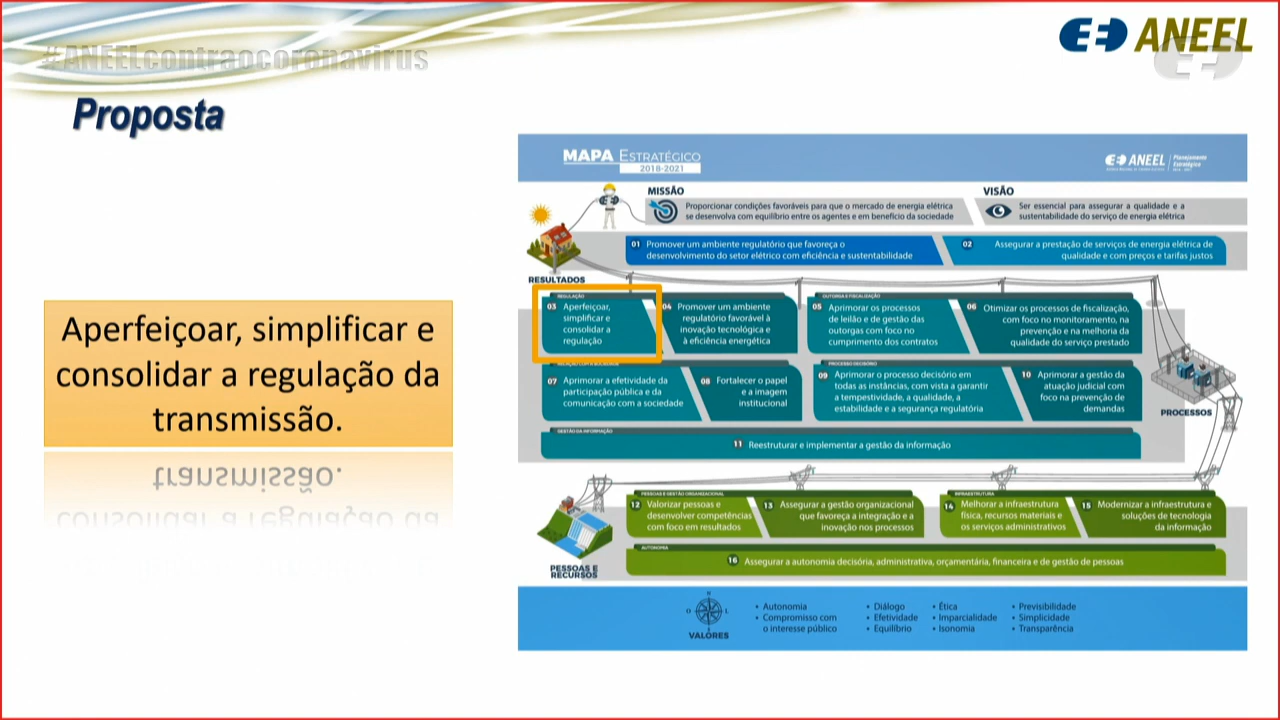 #ANEELcontraocoronavirus
ANEEL
Proposta
Aperfeiçoar, simplificar e
consolidar a regulação da
transmissão.
MAPA ESTRATÉGICO
2018-2021
ANEEL
Planejamento
Estratégico
MISSÃO
Proporcionar condições favoráveis para que o mercado de energia elétrica
se desenvolva com equilíbrio entre os agentes e em benefício da sociedade
VISÃO
Ser essencial para assegurar a qualidade e a
sustentabilidade do serviço de energia elétrica
RESULTADOS
01 Promover um ambiente regulatório que favoreça o
desenvolvimento do setor elétrico com eficiência e sustentabilidade
02 Assegurar a prestação de serviços de energia elétrica de
qualidade e com preços e tarifas justos
REGULAÇÃO
03 Aperfeiçoar,
simplificar e
consolidar a
regulação
04 Promover um ambiente
regulatório favorável à
inovação tecnológica e
à eficiência energética
OUTORGA E FISCALIZAÇÃO
05 Aprimorar os processos
de leilão e de gestão das
outorgas com foco no
cumprimento dos contratos
06 Otimizar os processos de fiscalização,
com foco no monitoramento, na
prevenção e na melhoria da
qualidade do serviço prestado
07 Aprimorar a efetividade da
participação pública e da
comunicação com a sociedade
08 Fortalecer o papel
e a imagem
institucional
PROCESSO DECISÓRIO
09 Aprimorar o processo decisório em
todas as instâncias, com vista a garantir
a tempestividade, a qualidade, a
estabilidade e a segurança regulatória
10 Aprimorar a gestão da
atuação judicial com
foco na prevenção de
demandas
PROCESSOS
GESTÃO DA INFORMAÇÃO
11 Reestruturar e implementar a gestão da informação
PESSOAS E
RECURSOS
PESSOAS E GESTÃO ORGANIZACIONAL
12 Valorizar pessoas e
desenvolver competências
com foco em resultados
13 Assegurar a gestão organizacional
que favoreça a integração e a
inovação nos processos
INFRAESTRUTURA
14 Melhorar a infraestrutura
física, recursos materiais e
os serviços administrativos
15 Modernizar a infraestrutura e
soluções de tecnologia
da informação
AUTONOMIA
16 Assegurar a autonomia decisória, administrativa, orçamentária, financeira e de gestão de pessoas
VALORES
• Autonomia
• Compromisso com
o interesse público
• Diálogo
• Efetividade
• Equilíbrio
• Ética
• Imparcialidade
• Isonomia
• Previsibilidade
• Simplicidade
• Transparência